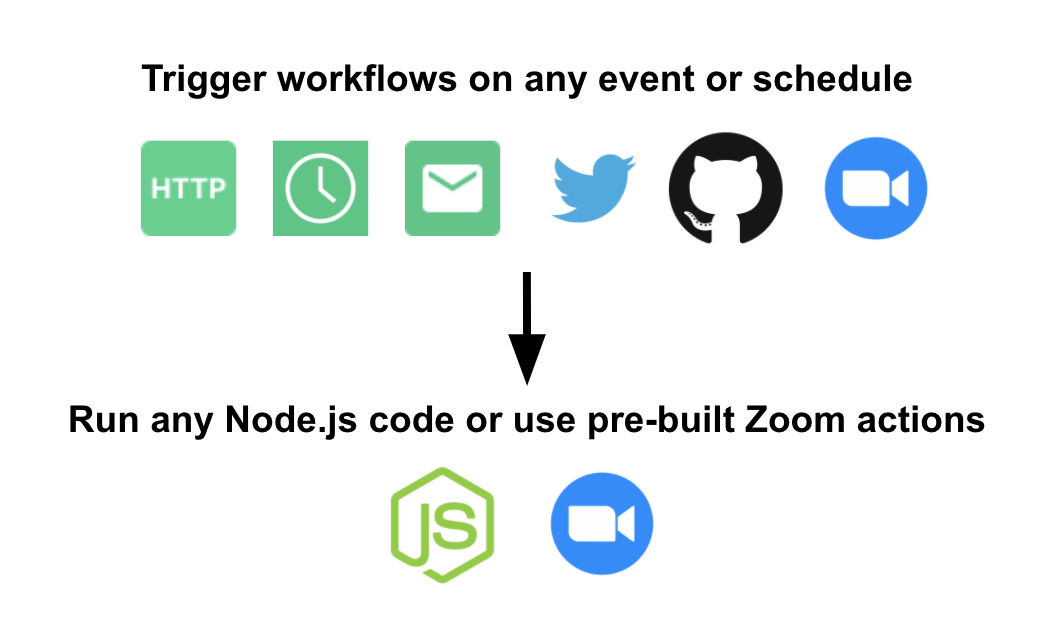 Trigger workflows on any event or schedule
HTTP
Run any Node.js code or use pre-built Zoom actions
JS